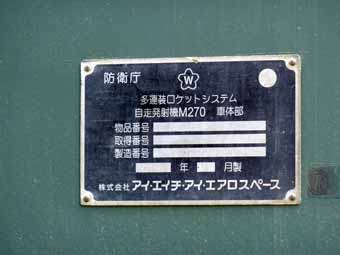 防衛庁
W
多連装ロケットシステム
自走発射機M270 車体部
物品番号
取得番号
製造番号
年 月製
株式会社 アイ・エイチ・アイ・エアロスペース